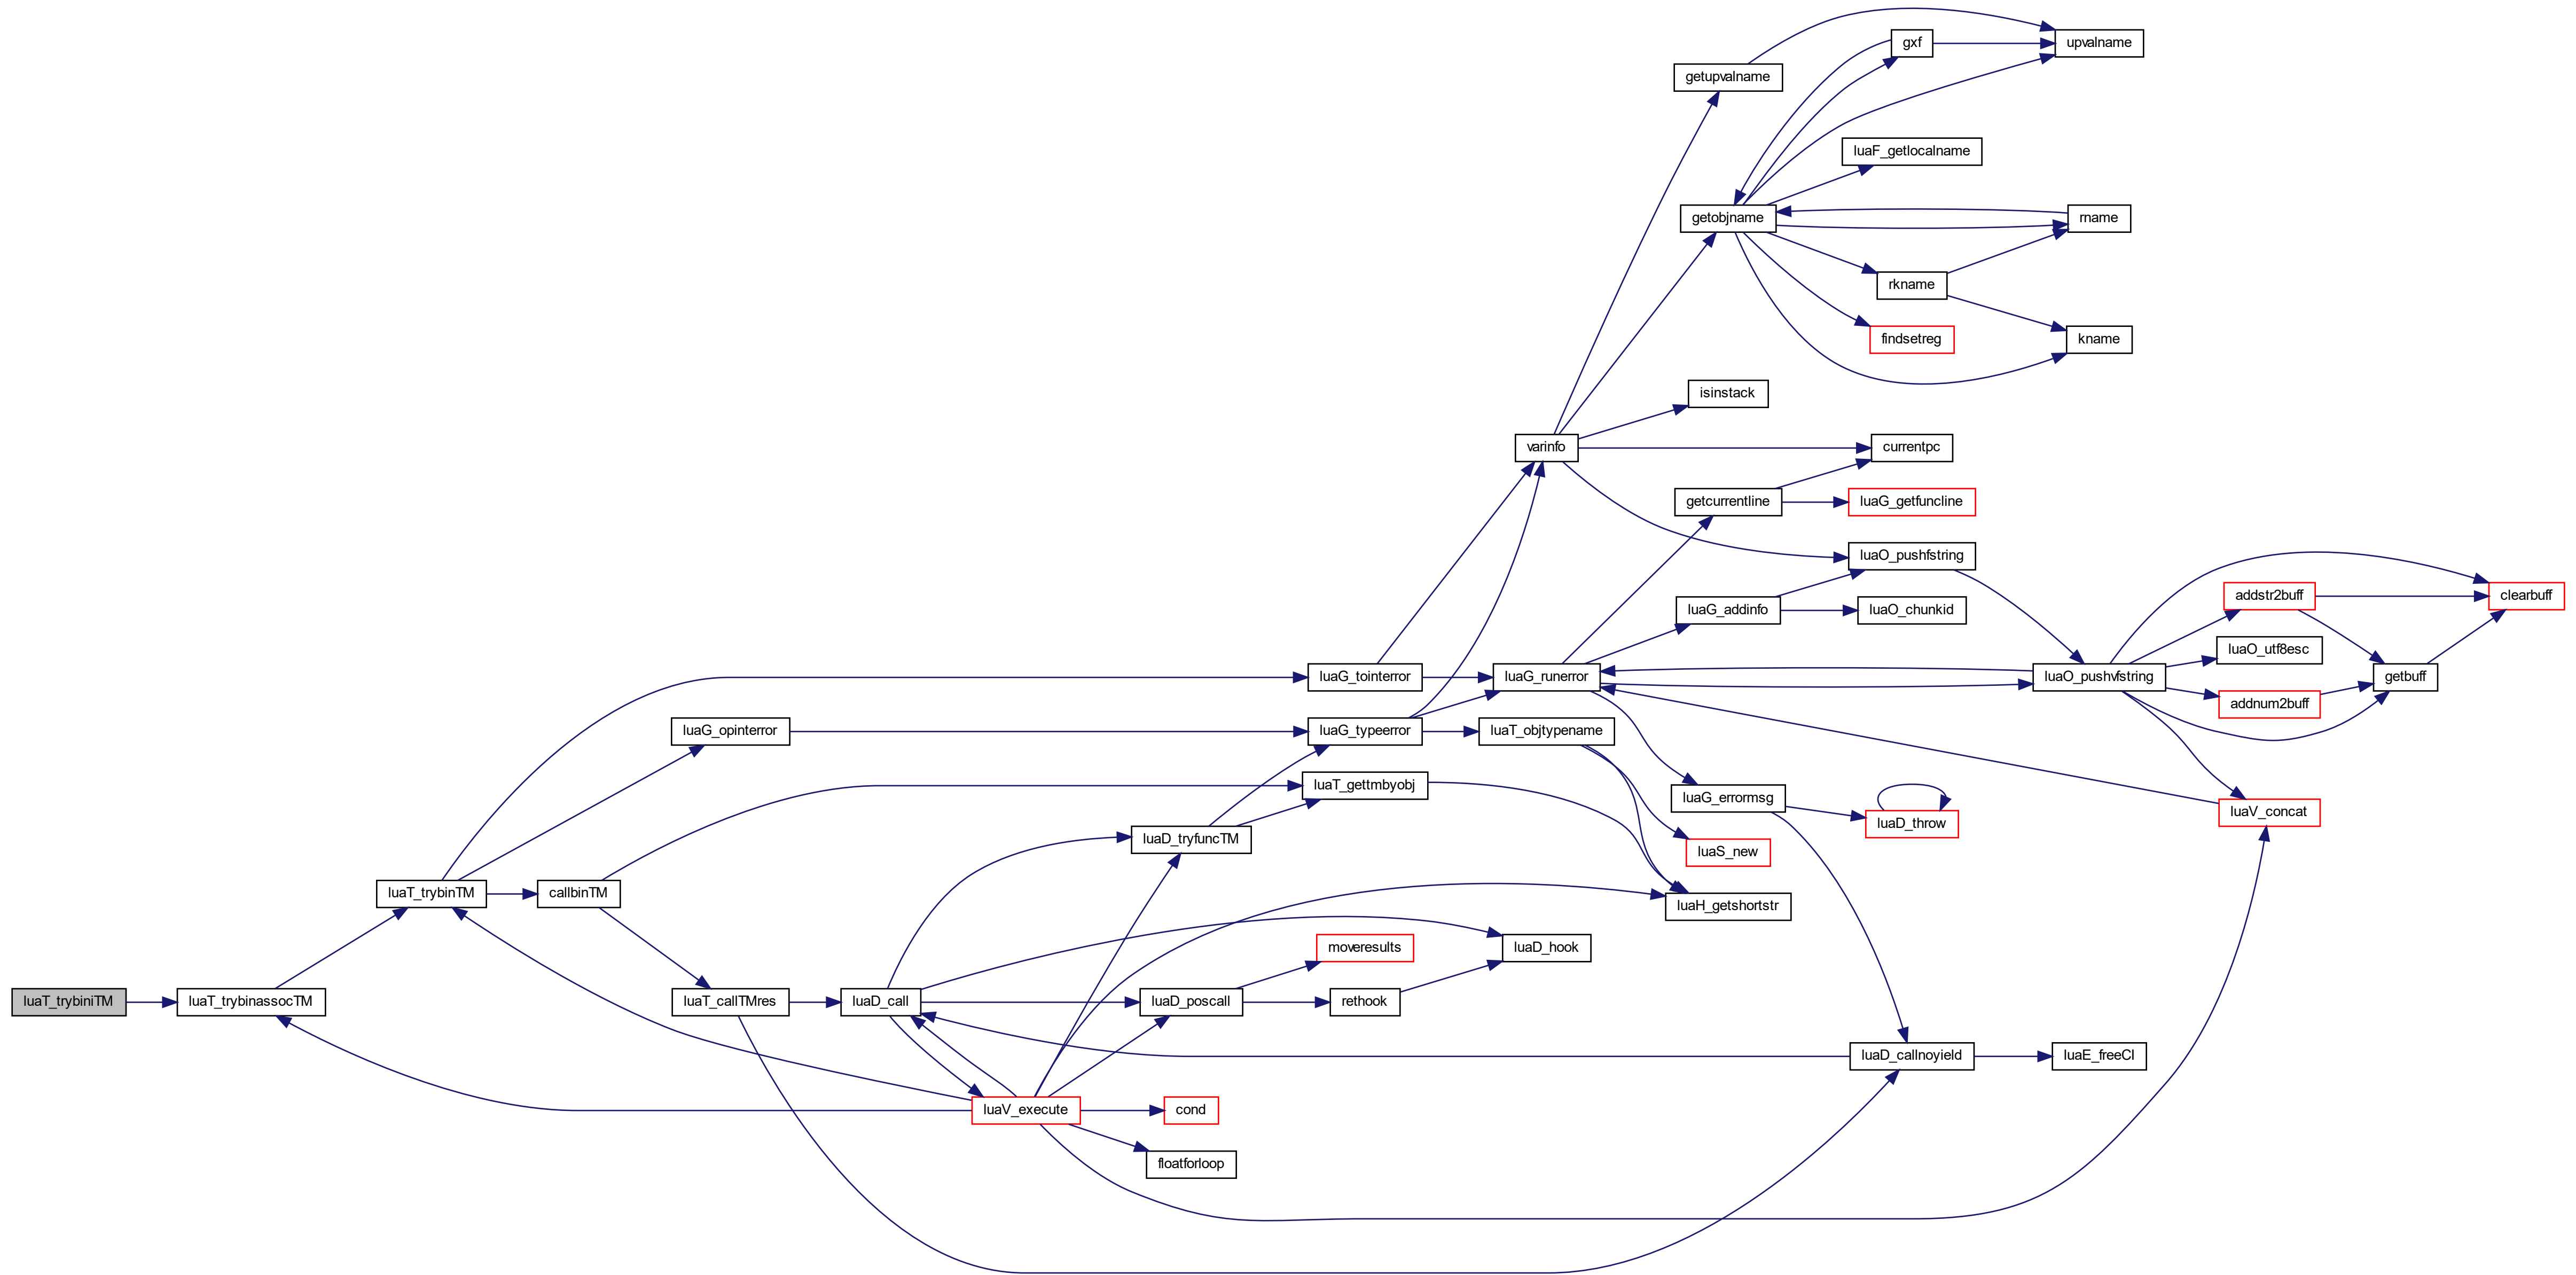 luaT_trybiniTM
luaT_trybinassocTM
luaT_trybinTM
luaG_opinterror
callbinTM
luaT_callTMres
luaD_call
luaV_execute
luaD_tryfuncTM
luaD_poscall
cond
floatforloop
luaG_tointerror
luaG_typeerror
luaT_gettmbyobj
moveresults
rethook
varinfo
luaG_runerror
luaT_objtypename
luaD_hook
getupvalname
getobjname
isinstack
getcurrentline
luaG_addinfo
luaG_errormsg
luaS_new
luaH_getshortstr
gxf
luaF_getlocalname
rkname
findsetreg
currentpc
luaG_getfuncline
luaO_pushfstring
luaO_chunkid
luaD_throw
luaD_callnoyield
upvalname
rname
kname
luaO_pushvfstring
luaE_freeCI
addstr2buff
luaO_utf8esc
addnum2buff
luaV_concat
clearbuff
getbuff